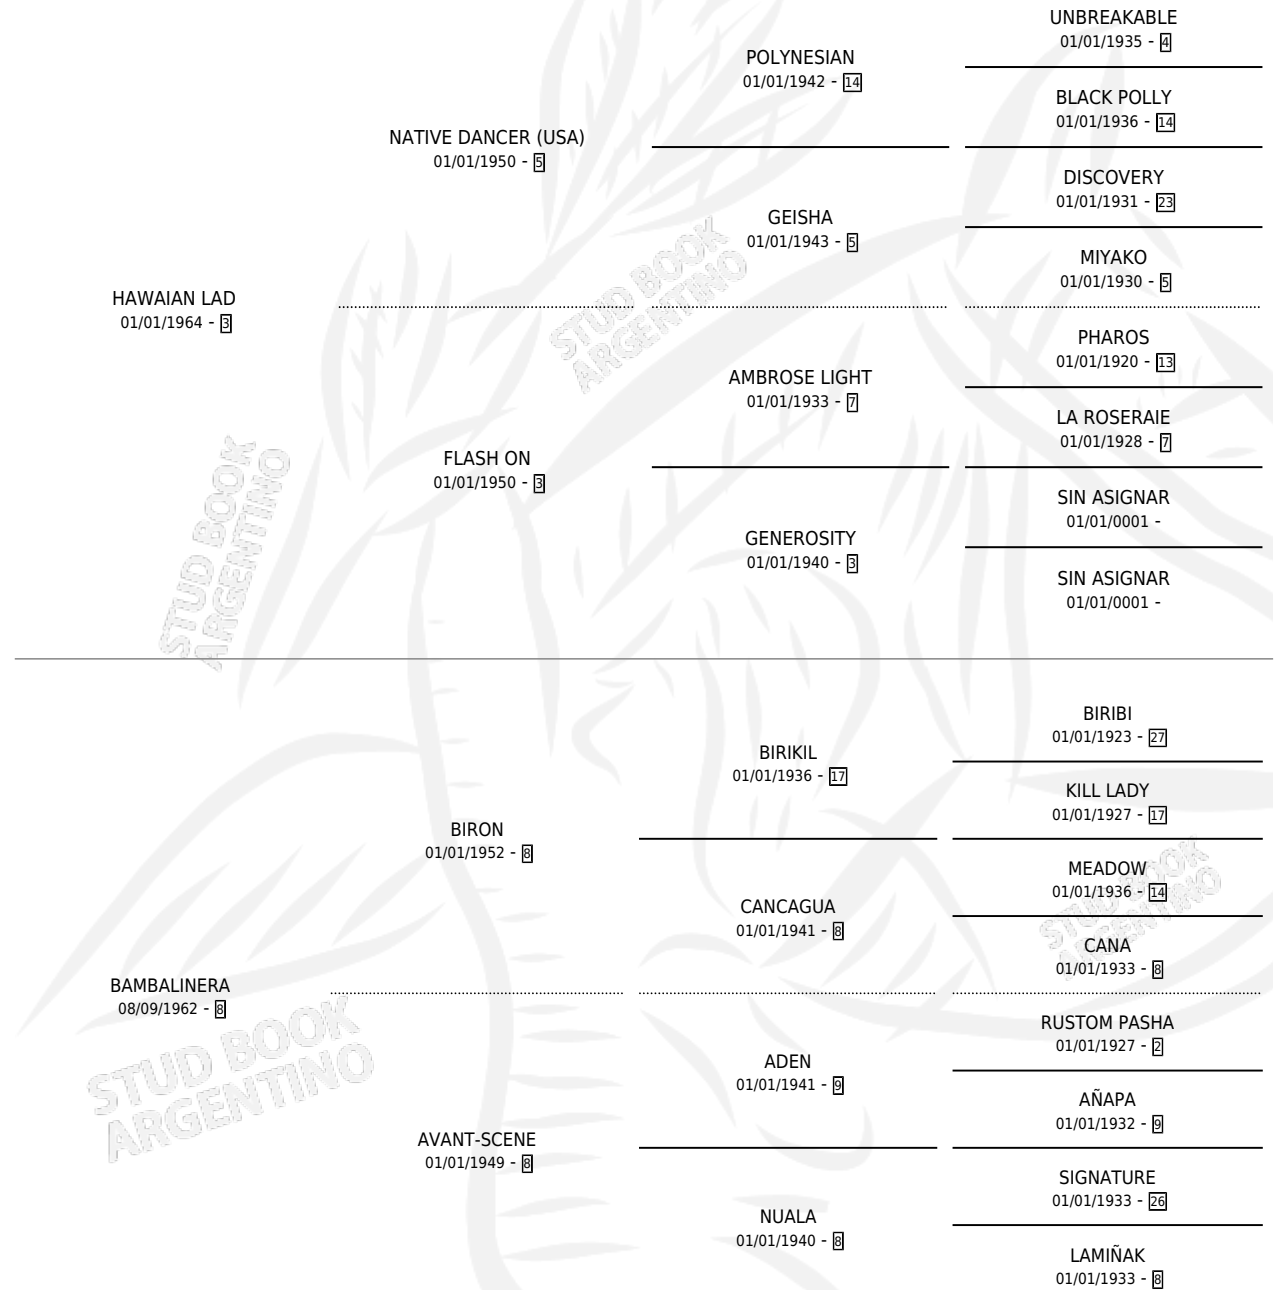 UNBREAKABLE
01/01/1935 - 4
POLYNESIAN
01/01/1942 - 14
BLACK POLLY
01/01/1936 - 14
NATIVE DANCER (USA)
01/01/1950 - 5
DISCOVERY
01/01/1931 - 23
GEISHA
01/01/1943 - 5
MIYAKO
01/01/1930 - 5
HAWAIAN LAD
01/01/1964 - 3
PHAROS
01/01/1920 - 13
AMBROSE LIGHT
01/01/1933 - 7
LA ROSERAIE
01/01/1928 - 7
FLASH ON
01/01/1950 - 3
SIN ASIGNAR
01/01/0001 -
GENEROSITY
01/01/1940 - 3
SIN ASIGNAR
01/01/0001 -
BIRIBI
01/01/1923 - 27
BIRIKIL
01/01/1936 - 17
KILL LADY
01/01/1927 - 17
BIRON
01/01/1952 - 8
MEADOW
01/01/1936 - 14
CANCAGUA
01/01/1941 - 8
CANA
01/01/1933 - 8
BAMBALINERA
08/09/1962 - 8
RUSTOM PASHA
01/01/1927 - 2
ADEN
01/01/1941 - 9
AÑAPA
01/01/1932 - 9
AVANT-SCENE
01/01/1949 - 8
SIGNATURE
01/01/1933 - 26
NUALA
01/01/1940 - 8
LAMIÑAK
01/01/1933 - 8
STUD BOOK
ARGENTINO
STUD BOOK
ARGENTINO
STUD BOOK
ARGENTINO
STUD BOOK
ARGENTINO